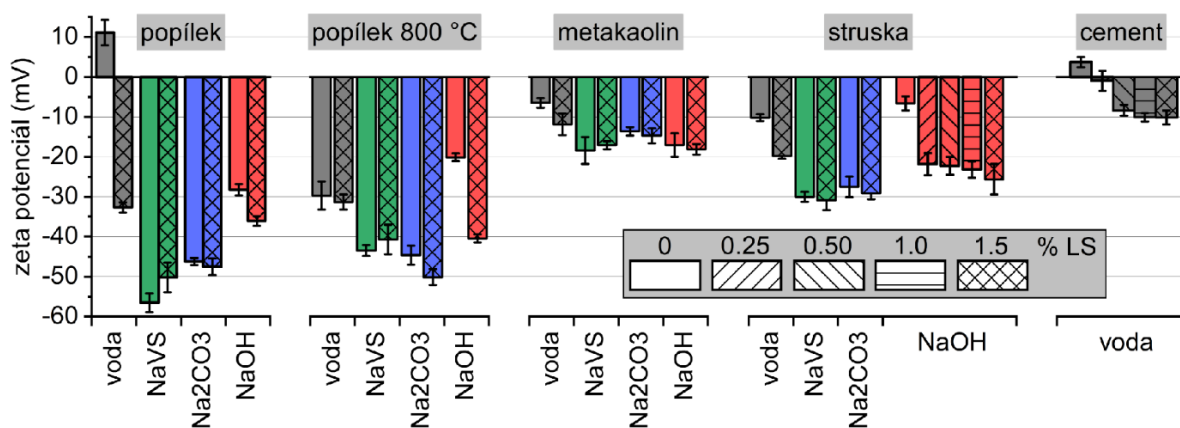 popílek
popílek 800 °C
metakaolin
struska
cement
zeta potenciál (mV)
10
0
-10
-20
-30
-40
-50
-60
0 0.25 0.50 1.0 1.5 % LS
voda
NaVS
Na2CO3
NaOH
voda
NaVS
Na2CO3
NaOH
voda
NaVS
Na2CO3
NaOH
voda
NaVS
Na2CO3
NaOH
voda